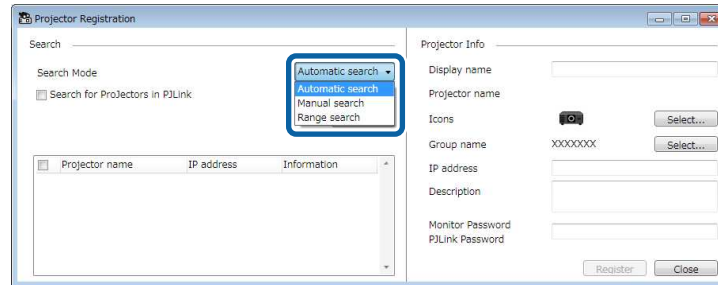 Projector Registration
Search
Search Mode
Automatic search
Automatic search
Manual search
Range search
Search for ProJectors in PJLink
Projector name IP address Information
Projector Info
Display name
Projector name
Icons Select...
Group name XXXXXXX Select...
IP address
Description
Monitor Password
PJLink Password
Register Close